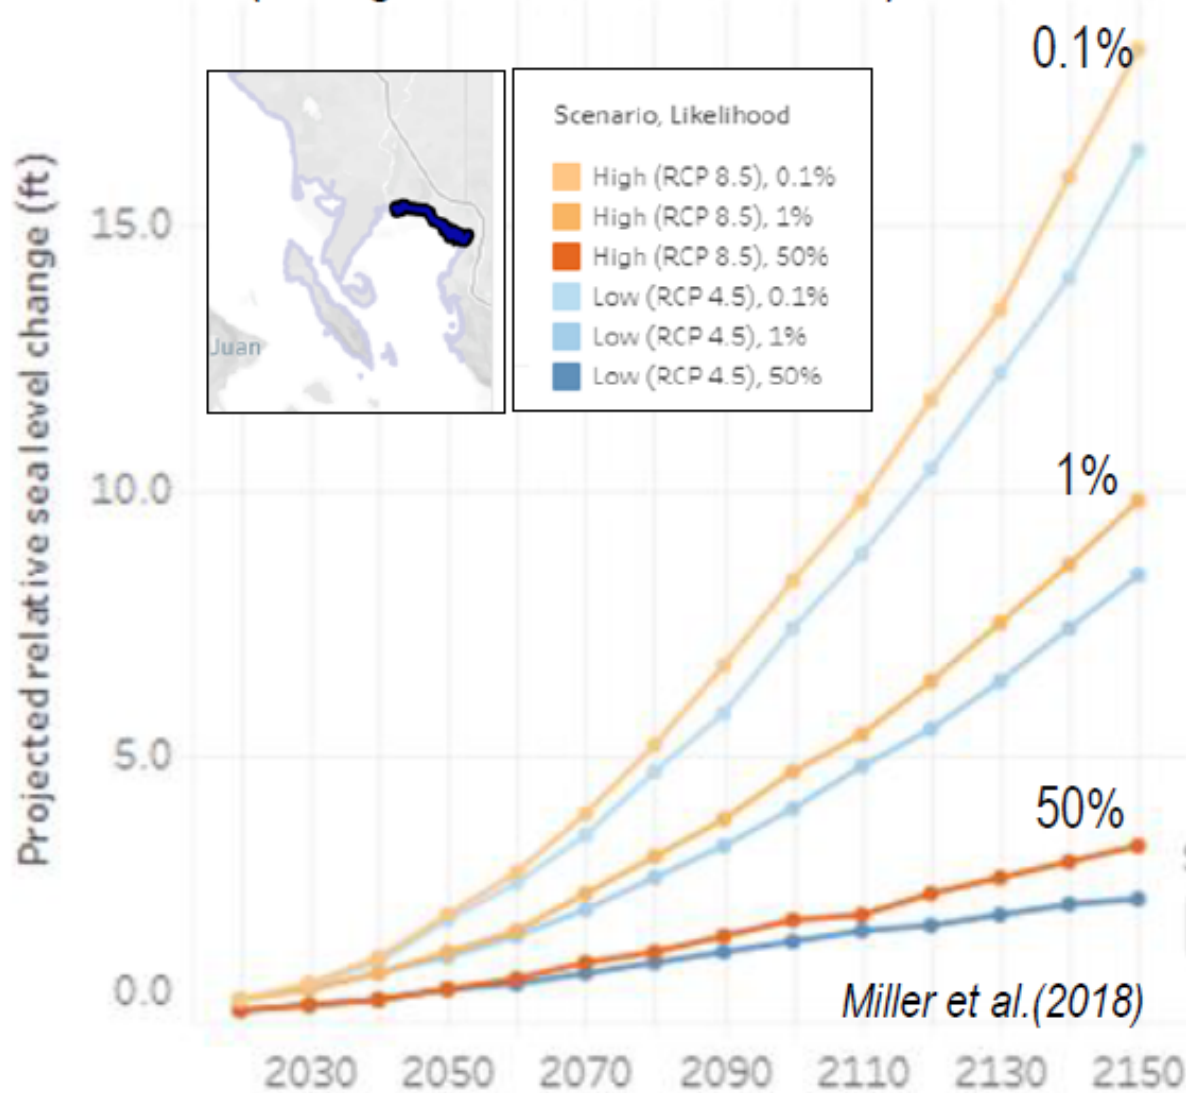 0.1%
Scenario, Likelihood
High (RCP 8.5), 0.1%
High (RCP 8.5), 1%
High (RCP 8.5), 50%
Low (RCP 4.5), 0.1%
Low (RCP 4.5), 1%
Low (RCP 4.5), 50%
Juan
Projected relative sea level change (ft)
15.0
10.0
5.0
0.0
1%
50%
Miller et al.(2018)
2030 2050 2070 2090 2110 2130 2150